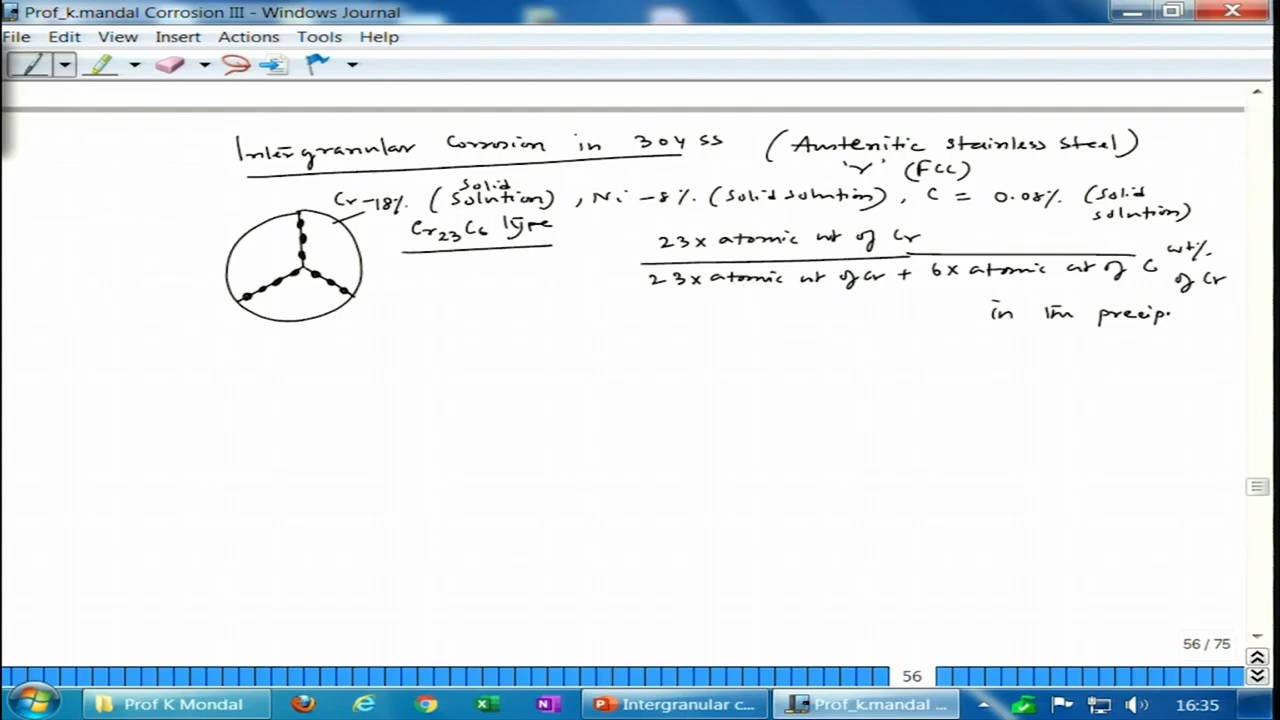 Prof_k.mandal Corrosion III - Windows Journal
File Edit View Insert Actions Tools Help
Intergranular Corrosion in 304 SS (Austenitic stainless steel)
'γ' (FCC)
Cr-18% (Solid Solution), Ni-8% (Solid solution), C = 0.08% (Solid solution)
Cr23C6 Type
23x atomic wt of Cr
23x atomic wt of Cr + 6x atomic wt of C
wt% of Cr
in the precip.
56 / 75
56
Prof K Mondal
Intergranular c...
Prof_k.mandal ...
16:35